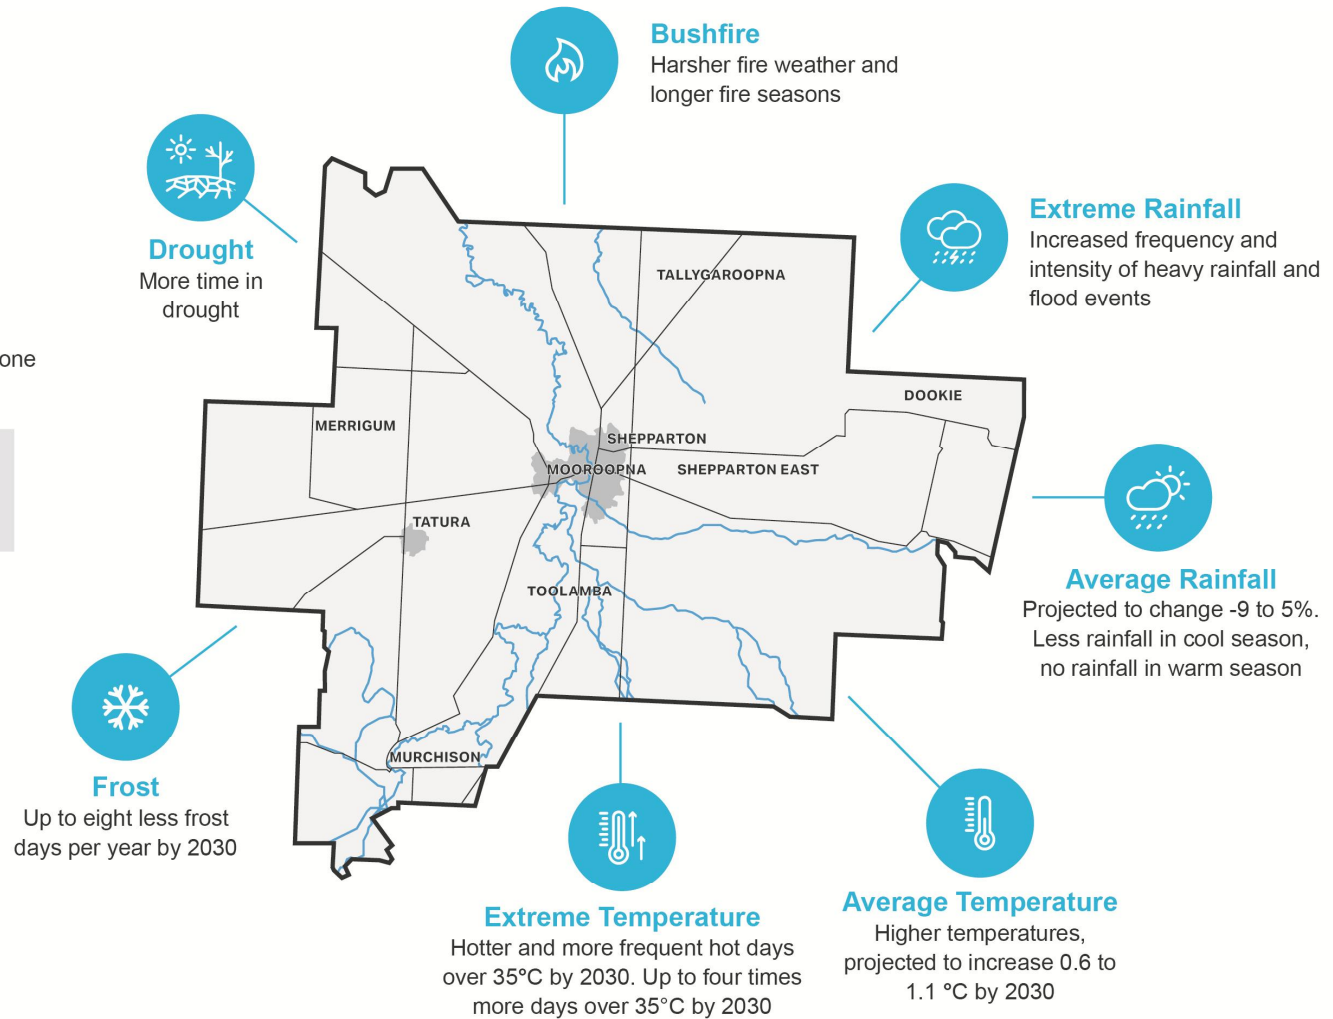 Bushfire
Harsher fire weather and
longer fire seasons
Drought
More time in
drought
Extreme Rainfall
Increased frequency and
intensity of heavy rainfall and
flood events
one
TALLYGAROOPNA
DOOKIE
MERRIGUM
SHEPPARTON
MOOROOPNA
SHEPPARTON EAST
TATURA
TOOLAMBA
MURCHISON
Average Rainfall
Projected to change -9 to 5%.
Less rainfall in cool season,
no rainfall in warm season
Frost
Up to eight less frost
days per year by 2030
Extreme Temperature
Hotter and more frequent hot days
over 35ºC by 2030. Up to four times
more days over 35°C by 2030
Average Temperature
Higher temperatures,
projected to increase 0.6 to
1.1 ºC by 2030